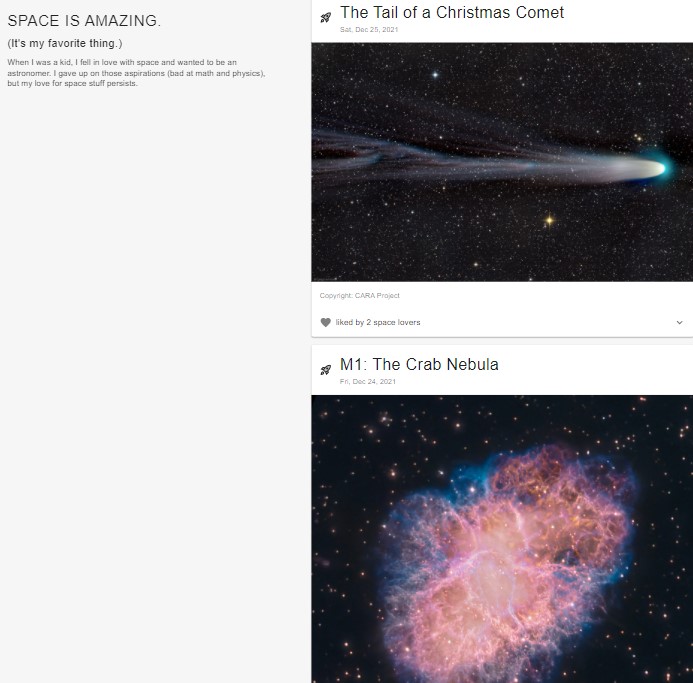 SPACE IS AMAZING.
(It's my favorite thing.)
When I was a kid, I fell in love with space and wanted to be an
astronomer. I gave up on those aspirations (bad at math and physics),
but my love for space stuff persists.
The Tail of a Christmas Comet
Sat, Dec 25, 2021
Copyright: CARA Project
liked by 2 space lovers
M1: The Crab Nebula
Fri, Dec 24, 2021